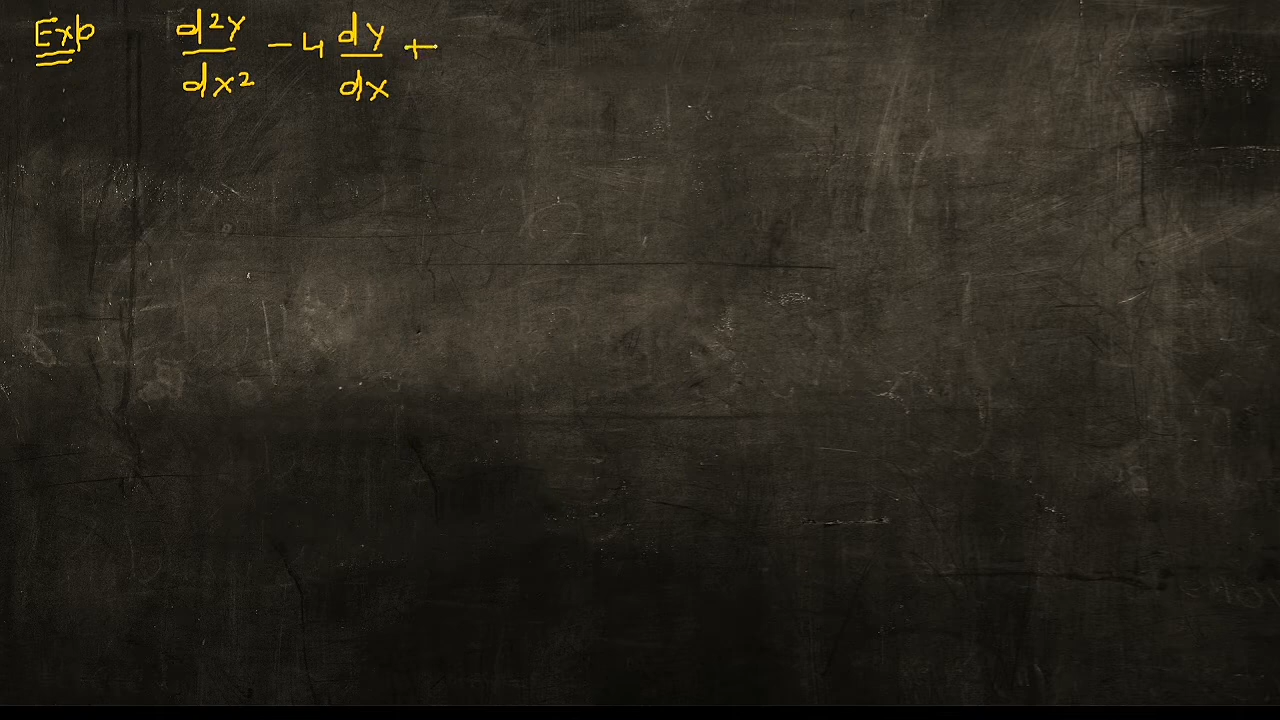 Exp d²y/dx² - 4 dy/dx +